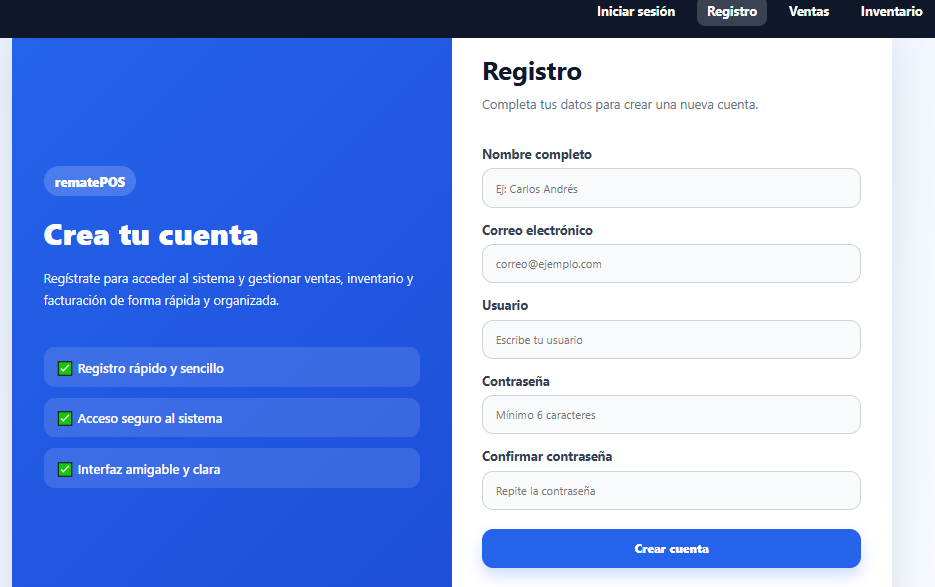 Iniciar sesión
Registro
Ventas
Inventario
rematePOS
Crea tu cuenta
Regístrate para acceder al sistema y gestionar ventas, inventario y
facturación de forma rápida y organizada.
✅ Registro rápido y sencillo
✅ Acceso seguro al sistema
✅ Interfaz amigable y clara
Registro
Completa tus datos para crear una nueva cuenta.
Nombre completo
Ej: Carlos Andrés
Correo electrónico
correo@ejemplo.com
Usuario
Escribe tu usuario
Contraseña
Mínimo 6 caracteres
Confirmar contraseña
Repite la contraseña
Crear cuenta